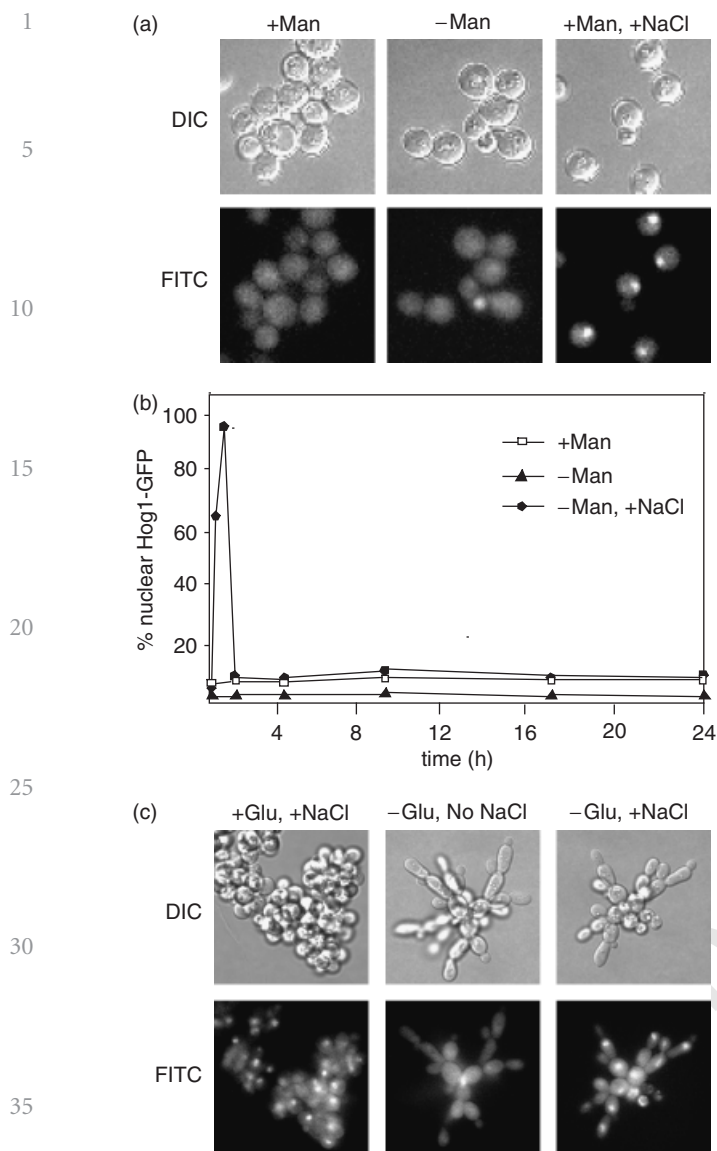 1
(a) +Man −Man +Man, +NaCl
DIC
5
FITC
10
(b)
100
80
60
40
20
% nuclear Hog1-GFP
+Man
−Man
−Man, +NaCl
15
20
4 8 12 16 20 24
time (h)
25
(c) +Glu, +NaCl −Glu, No NaCl −Glu, +NaCl
DIC
30
FITC
35